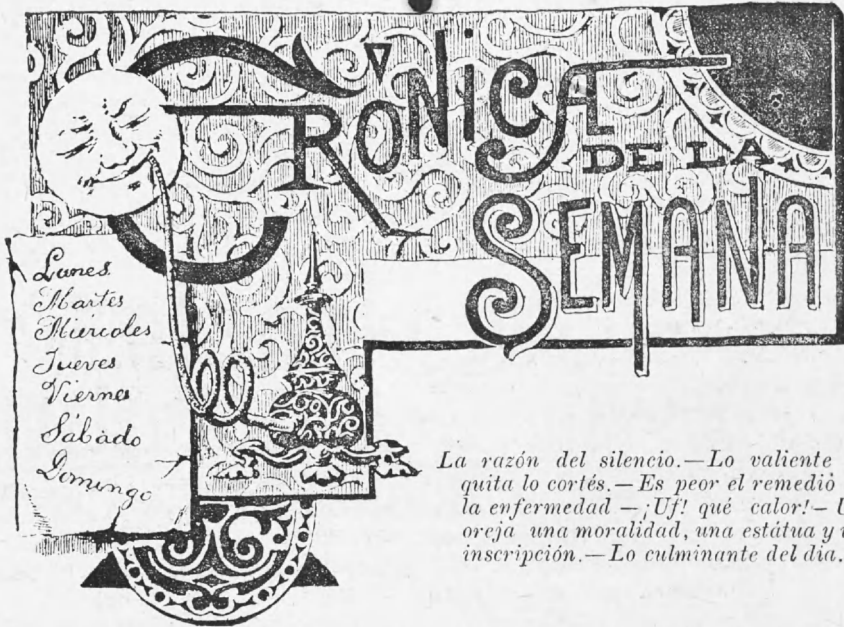 CRÓNICA
DE LA
SEMANA
Lunes
Martes
Miércoles
Jueves
Viernes
Sábado
Domingo
La razón del silencio.—Lo valiente
quita lo cortés.—Es peor el remedió
la enfermedad —¡Uf! qué calor!—
oreja una moralidad, una estátua y
inscripción.—Lo culminante del dia.